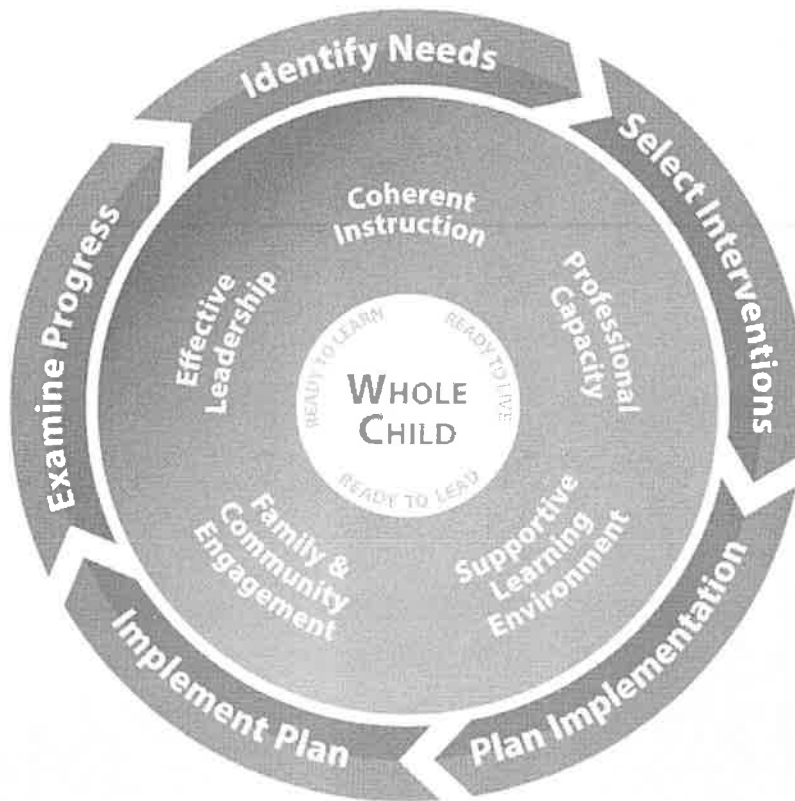 Identify Needs
Select Interventions
Plan Implementation
Implement Plan
Examine Progress
Coherent
Instruction
Professional
Capacity
Supportive
Learning
Environment
Family &
Community
Engagement
Effective
Leadership
READY TO LEARN
READY TO LIVE
READY TO LEAD
WHOLE
CHILD